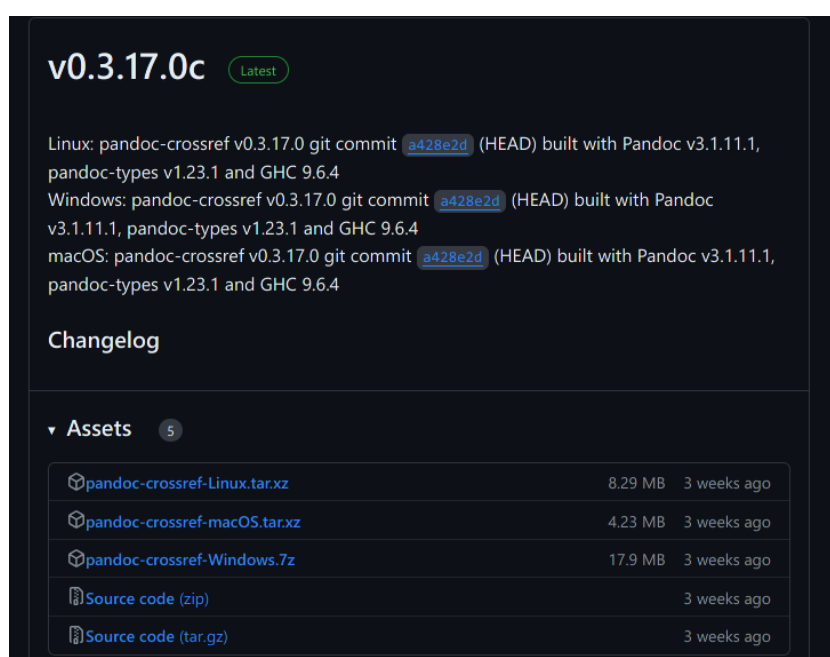 v0.3.17.0c Latest
Linux: pandoc-crossref v0.3.17.0 git commit a428e2d (HEAD) built with Pandoc v3.1.11.1,
pandoc-types v1.23.1 and GHC 9.6.4
Windows: pandoc-crossref v0.3.17.0 git commit a428e2d (HEAD) built with Pandoc
v3.1.11.1, pandoc-types v1.23.1 and GHC 9.6.4
macOS: pandoc-crossref v0.3.17.0 git commit a428e2d (HEAD) built with Pandoc v3.1.11.1,
pandoc-types v1.23.1 and GHC 9.6.4
Changelog
Assets 5
pandoc-crossref-Linux.tar.xz 8.29 MB 3 weeks ago
pandoc-crossref-macOS.tar.xz 4.23 MB 3 weeks ago
pandoc-crossref-Windows.7z 17.9 MB 3 weeks ago
Source code (zip) 3 weeks ago
Source code (tar.gz) 3 weeks ago